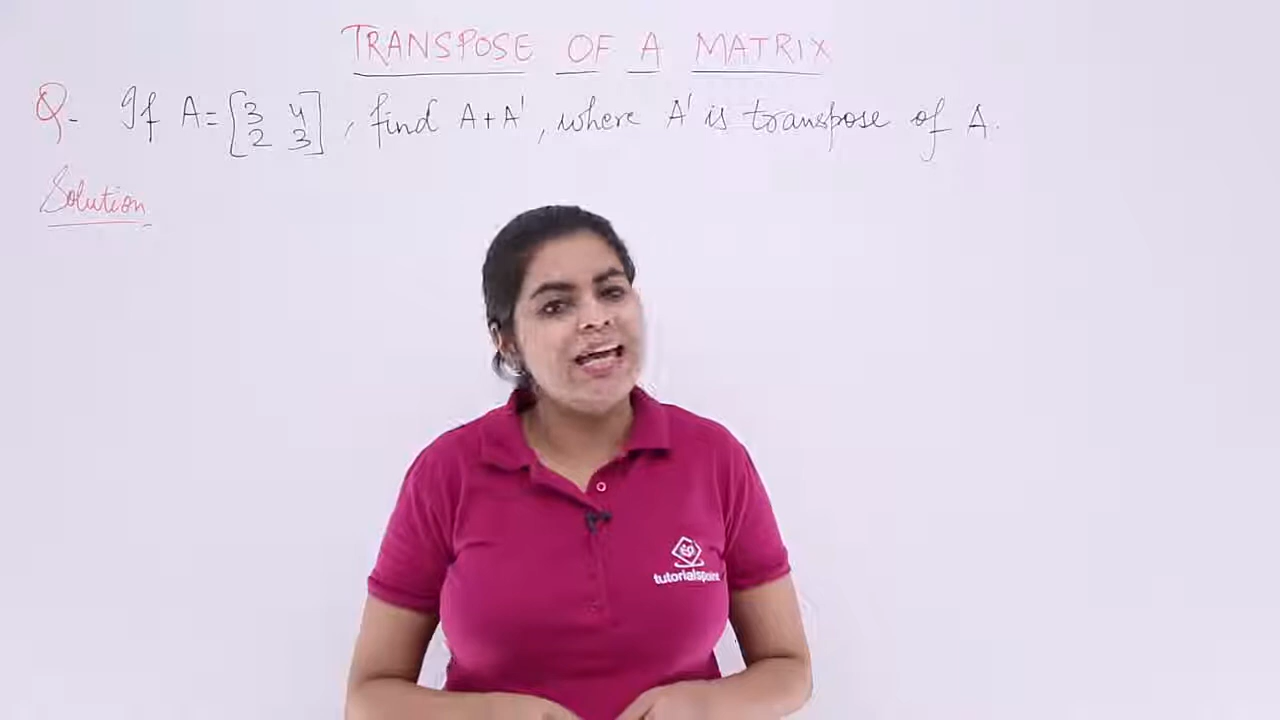 TRANSPOSE OF A MATRIX
Q- If A = [3 4
2 3], find A+A', where A' is transpose of A.
Solution
tutorialspoint